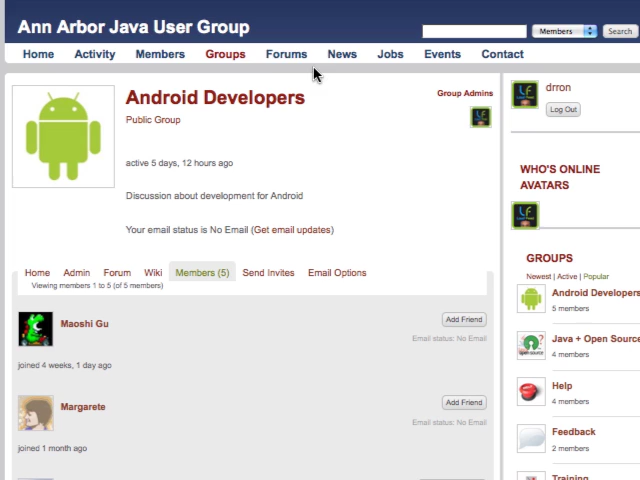 Ann Arbor Java User Group
Members
Search
Home Activity Members Groups Forums News Jobs Events Contact
Android Developers
Public Group
active 5 days, 12 hours ago
Discussion about development for Android
Your email status is No Email (Get email updates)
Group Admins
Home Admin Forum Wiki Members (5) Send Invites Email Options
Viewing members 1 to 5 (of 5 members)
Maoshi Gu
Add Friend
Email status: No Email
joined 4 weeks, 1 day ago
Margarete
Add Friend
Email status: No Email
joined 1 month ago
drron
Log Out
WHO'S ONLINE
AVATARS
GROUPS
Newest | Active | Popular
Android Developers
5 members
Java + Open Source
4 members
Help
4 members
Feedback
2 members
Training